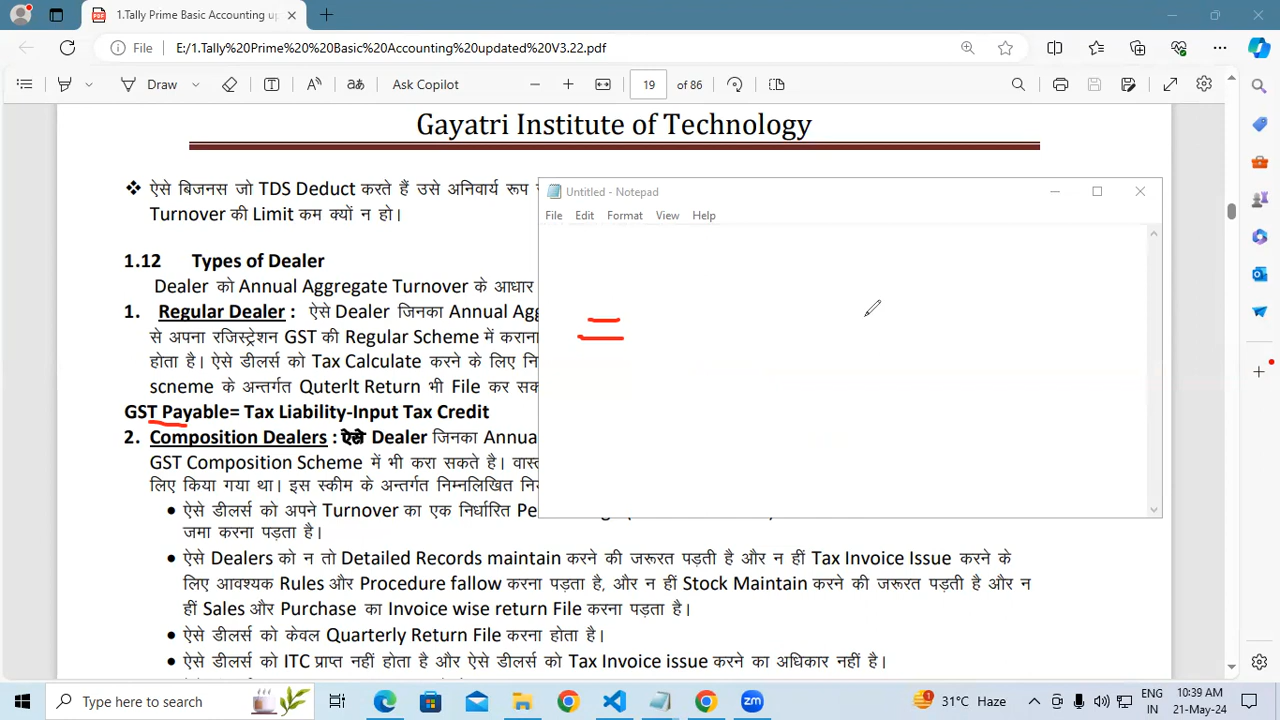 1.Tally Prime Basic Accounting up
File
E:/1.Tally%20Prime%20%20Basic%20Accounting%20updated%20V3.22.pdf
Draw
Ask Copilot
19 of 86
Gayatri Institute of Technology
❖ ऐसे बिजनस जो TDS Deduct करते हैं उसे अनिवार्य रूप
Turnover की Limit कम क्यों न हो।
Untitled - Notepad
File Edit Format View Help
1.12 Types of Dealer
Dealer को Annual Aggregate Turnover के आधार
1. Regular Dealer : ऐसे Dealer जिनका Annual Agg
से अपना रजिस्ट्रेशन GST की Regular Scheme में कराना
होता है। ऐसे डीलर्स को Tax Calculate करने के लिए नि
scneme के अन्तर्गत Quterlt Return भी File कर सक
GST Payable= Tax Liability-Input Tax Credit
2. Composition Dealers : ऐसे Dealer जिनका Annua
GST Composition Scheme में भी करा सकते है। वास्त
लिए किया गया था। इस स्कीम के अन्तर्गत निम्नलिखित निय
• ऐसे डीलर्स को अपने Turnover का एक निर्धारित Pe
जमा करना पड़ता है।
• ऐसे Dealers को न तो Detailed Records maintain करने की जरूरत पड़ती है और न हीं Tax Invoice Issue करने के
लिए आवश्यक Rules और Procedure fallow करना पड़ता है, और न हीं Stock Maintain करने की जरूरत पड़ती है और न
हीं Sales और Purchase का Invoice wise return File करना पड़ता है।
• ऐसे डीलर्स को केवल Quarterly Return File करना होता है।
• ऐसे डीलर्स को ITC प्राप्त नहीं होता है और ऐसे डीलर्स को Tax Invoice issue करने का अधिकार नहीं है।
Type here to search
31°C Haze
ENG
IN
10:39 AM
21-May-24